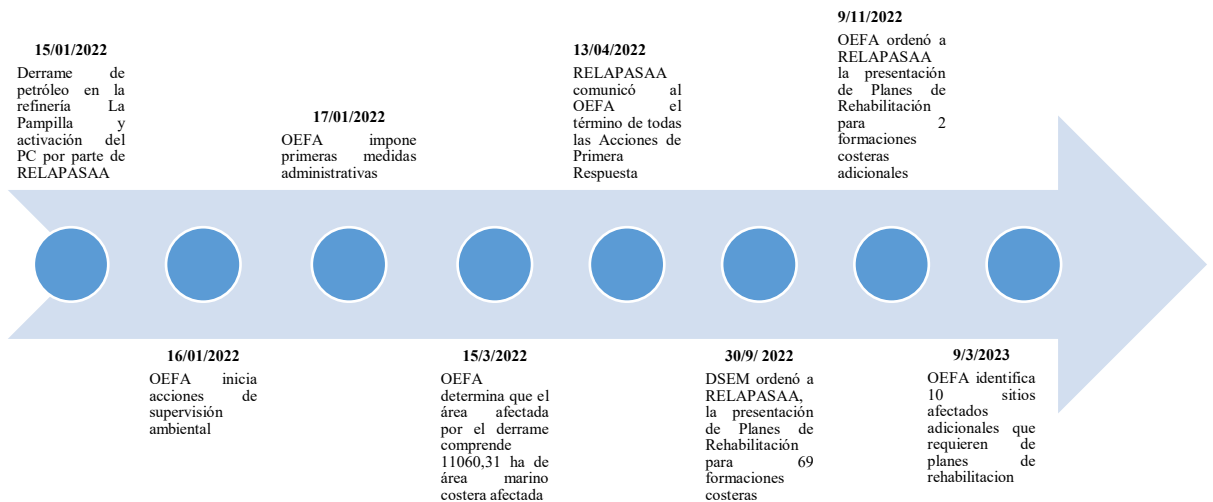 15/01/2022
Derrame de
petróleo en la
refinería La
Pampilla y
activación del
PC por parte de
RELAPASAA
16/01/2022
OEFA inicia
acciones de
supervisión
ambiental
17/01/2022
OEFA impone
primeras medidas
administrativas
15/3/2022
OEFA
determina que el
área afectada
por el derrame
comprende
11060,31 ha de
área marino
costera afectada
13/04/2022
RELAPASAA
comunicó al
OEFA el
término de todas
las Acciones de
Primera
Respuesta
30/9/ 2022
DSEM ordenó a
RELAPASAA,
la presentación
de Planes de
Rehabilitación
para 69
formaciones
costeras
9/11/2022
OEFA ordenó a
RELAPASAA
la presentación
de Planes de
Rehabilitación
para 2
formaciones
costeras
adicionales
9/3/2023
OEFA identifica
10 sitios
afectados
adicionales que
requieren de
planes de
rehabilitacion